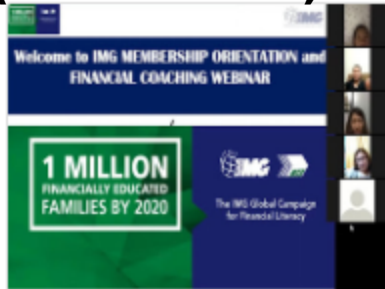 IMG
Welcome to IMG MEMBERSHIP ORIENTATION and
FINANCIAL COACHING WEBINAR
1 MILLION
FINANCIALLY EDUCATED
FAMILIES BY 2020
IMG
The IMG Global Campaign
for Financial Literacy